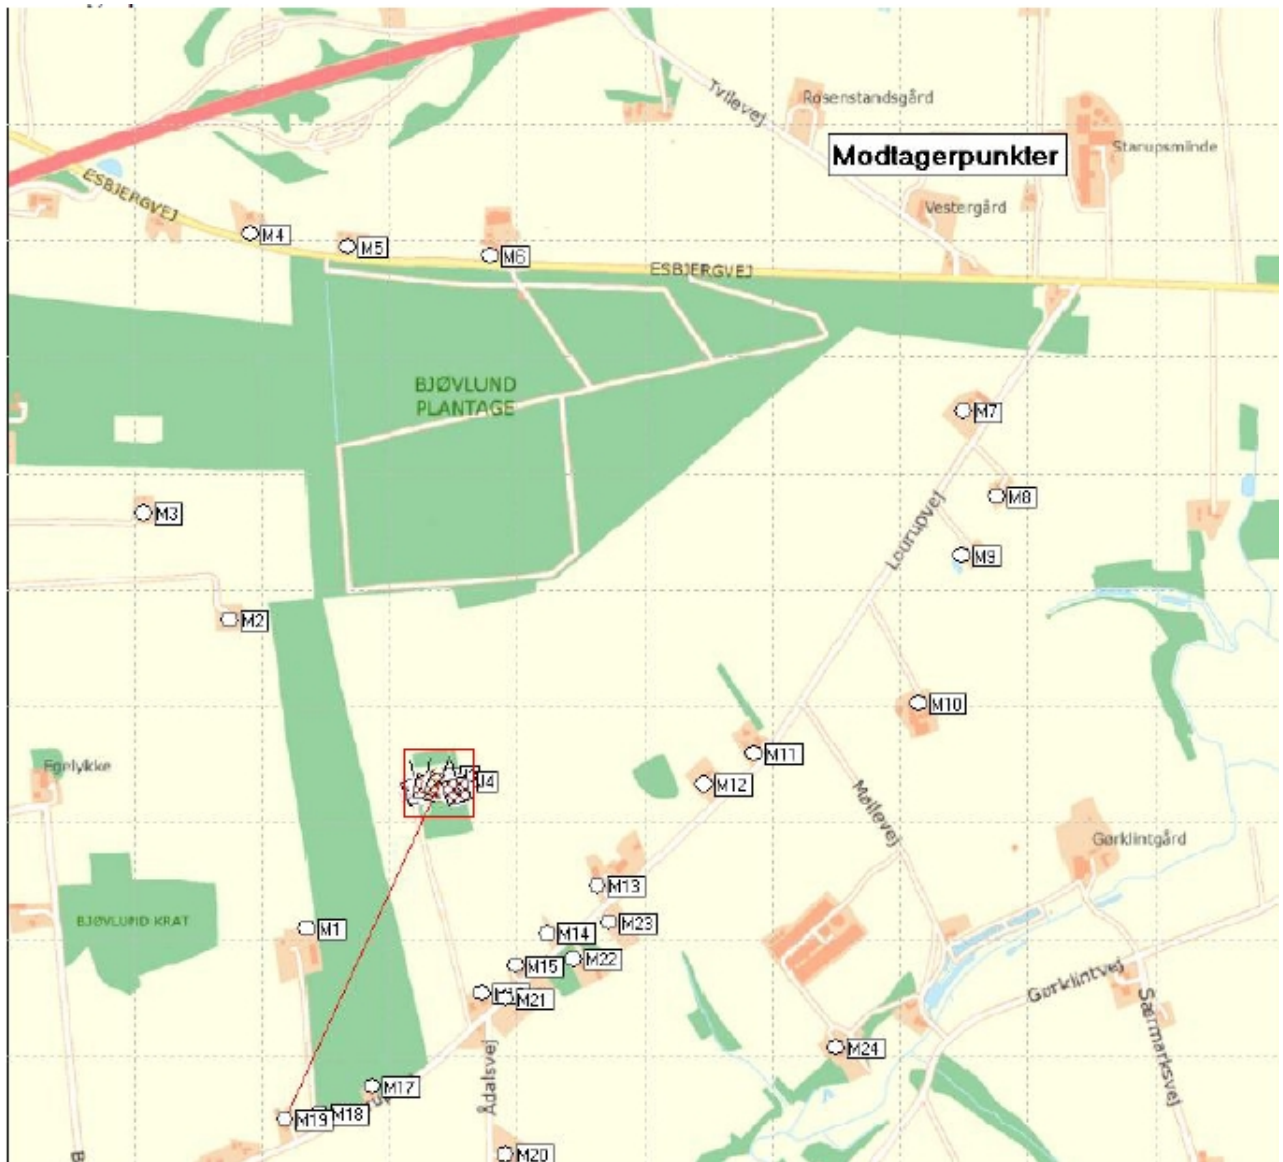 Tvilevej
Rosenstandsgård
Modtagerpunkter
Starupsminde
ESBJERGVEJ
Vestergård
M4
M5
M6
ESBJERGVEJ
BJØVLUND
PLANTAGE
M7
M8
M3
Lourupvej
M9
M2
M10
M11
Egelykke
J4
M12
Møllevej
Gørklintgård
M13
BJØVLUND KRAT
M1
M23
M14
M22
M15
M21
Gørklintvej
Særmarksvej
M24
Ådalsvej
M17
M18
M19
M20
B